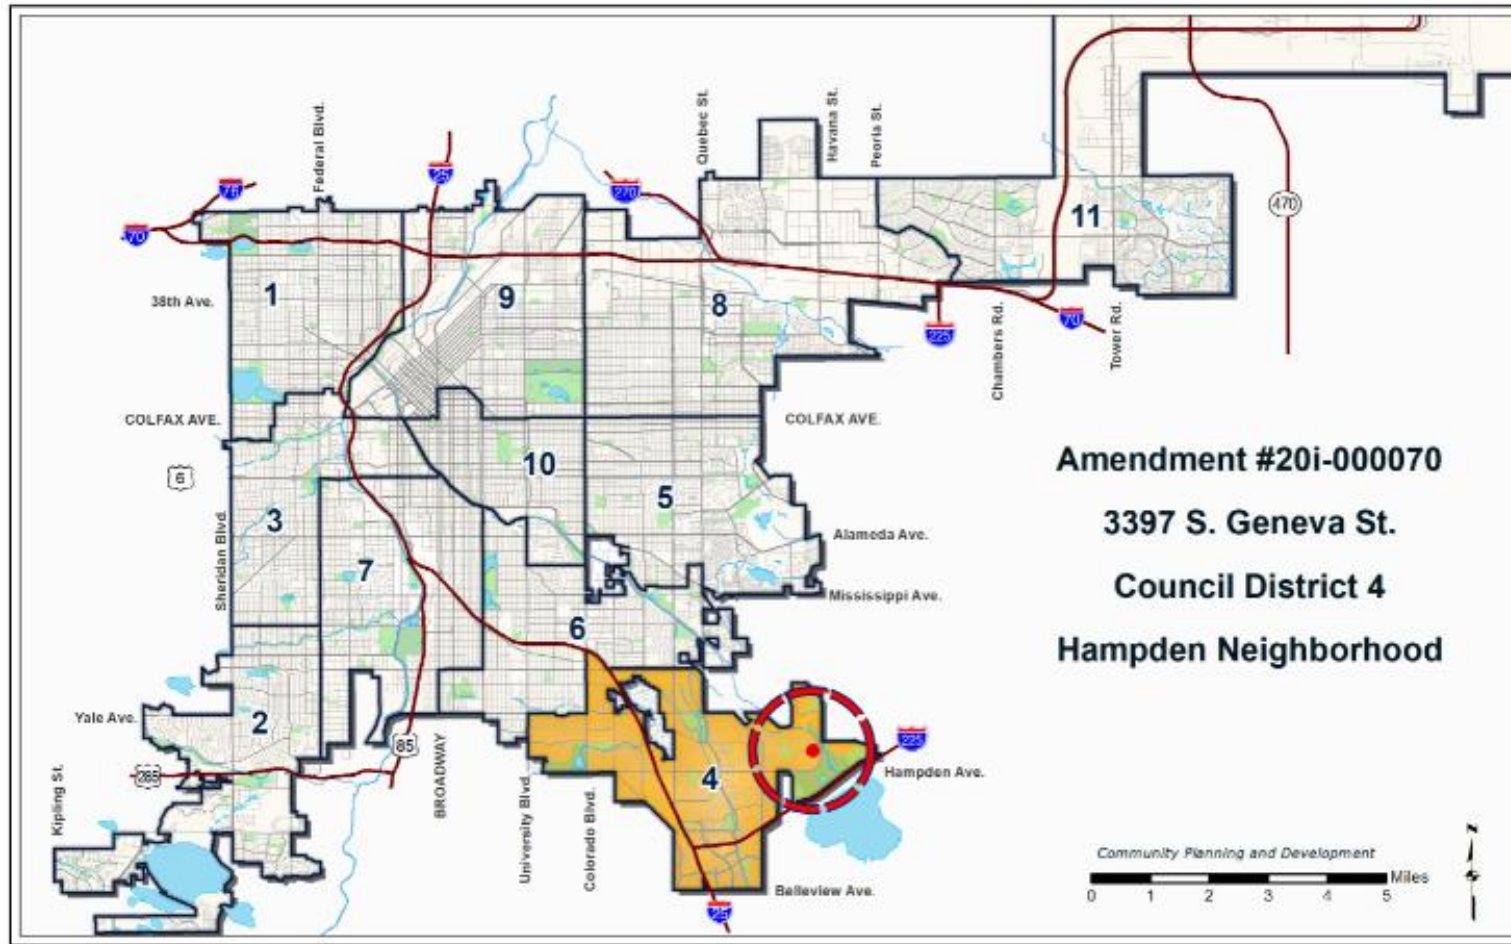 Federal Blvd.
Quebec St.
Havana St.
Peoria St.
76
25
270
70
470
11
1
9
8
38th Ave.
225
70
Chambers Rd.
Tower Rd.
COLFAX AVE.
COLFAX AVE.
6
10
5
3
7
Sheridan Blvd.
Alameda Ave.
Mississippi Ave.
6
Amendment #20i-000070
3397 S. Geneva St.
Council District 4
Hampden Neighborhood
Yale Ave.
2
85
BROADWAY
225
285
4
Hampden Ave.
Kipling St.
University Blvd.
Colorado Blvd.
Belleview Ave.
25
Community Planning and Development
Miles
0 1 2 3 4 5
N